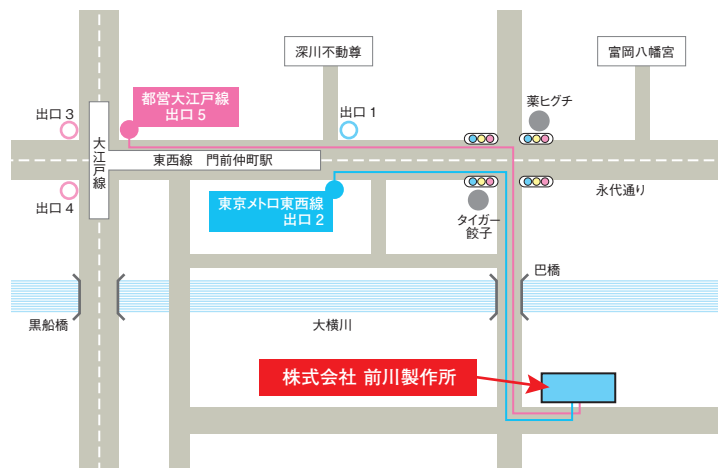 深川不動尊
富岡八幡宮
都営大江戸線
出口 5
出口 1
薬ヒグチ
出口 3
大江戸線
東西線　門前仲町駅
永代通り
出口 4
東京メトロ東西線
出口 2
タイガー
餃子
巴橋
黒船橋
大横川
株式会社 前川製作所